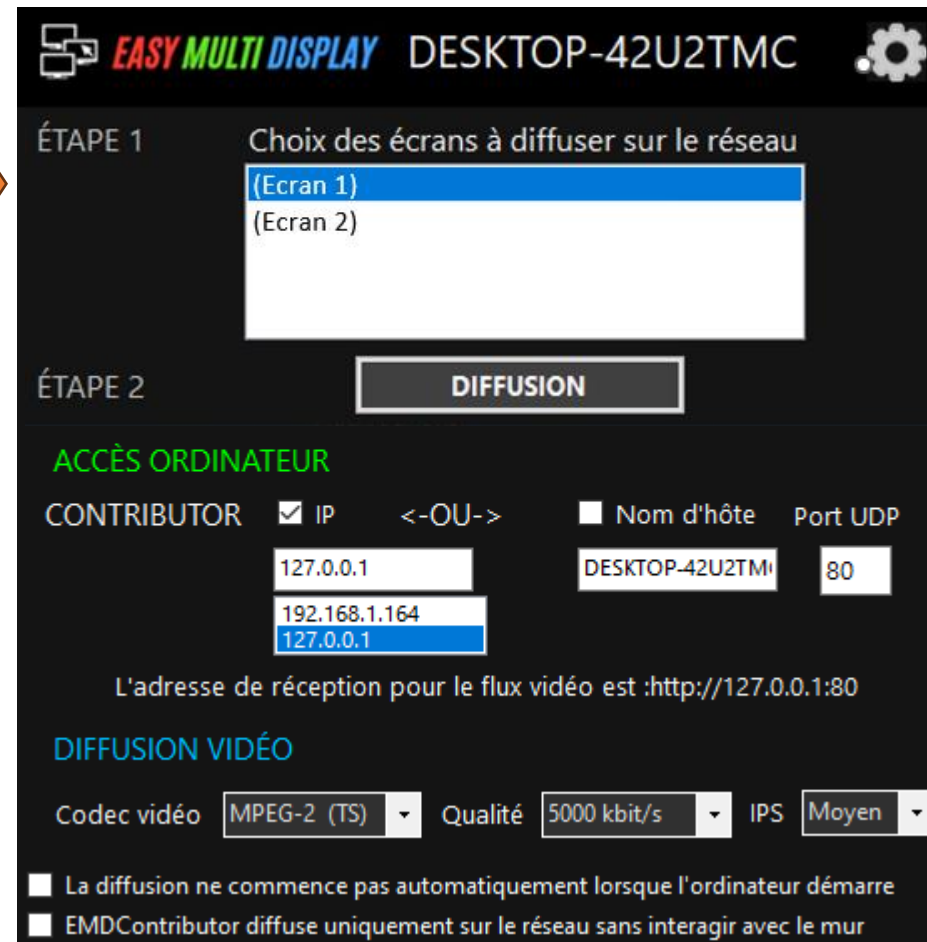 EASY MULTI DISPLAY DESKTOP-42U2TMC
ÉTAPE 1 Choix des écrans à diffuser sur le réseau
(Ecran 1)
(Ecran 2)
ÉTAPE 2 DIFFUSION
ACCÈS ORDINATEUR
CONTRIBUTOR IP <-OU-> Nom d'hôte Port UDP
127.0.0.1 DESKTOP-42U2TM 80
192.168.1.164
127.0.0.1
L'adresse de réception pour le flux vidéo est :http://127.0.0.1:80
DIFFUSION VIDÉO
Codec vidéo MPEG-2 (TS) Qualité 5000 kbit/s IPS Moyen
La diffusion ne commence pas automatiquement lorsque l'ordinateur démarre
EMDContributor diffuse uniquement sur le réseau sans interagir avec le mur